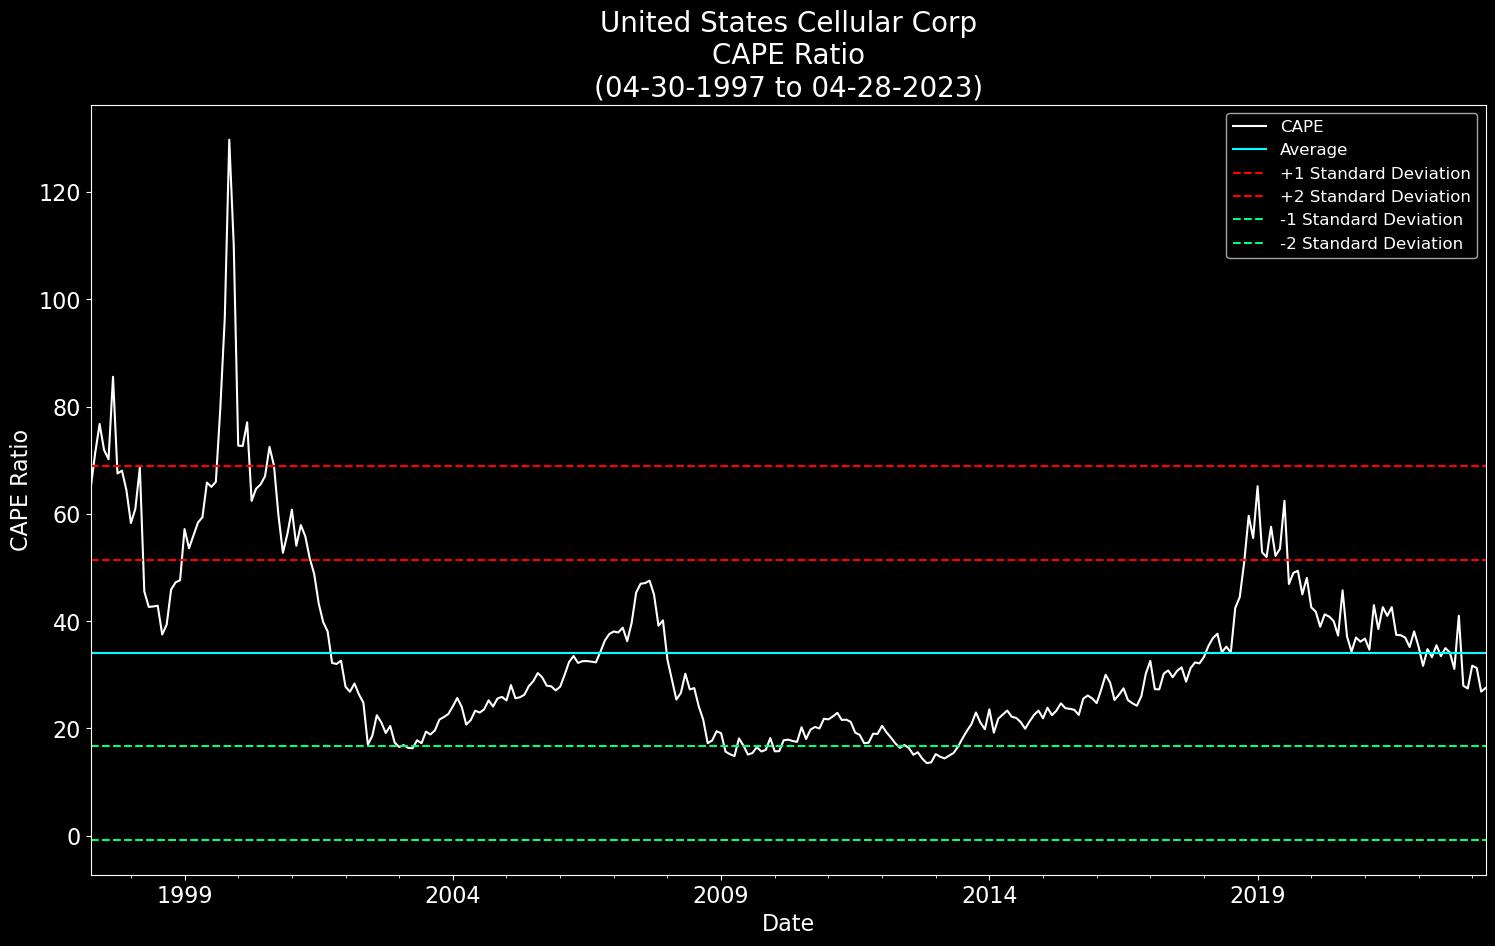 United States Cellular Corp
CAPE Ratio
(04-30-1997 to 04-28-2023)
CAPE
Average
+1 Standard Deviation
+2 Standard Deviation
-1 Standard Deviation
-2 Standard Deviation
CAPE Ratio
120
100
80
60
40
20
0
1999 2004 2009 2014 2019
Date